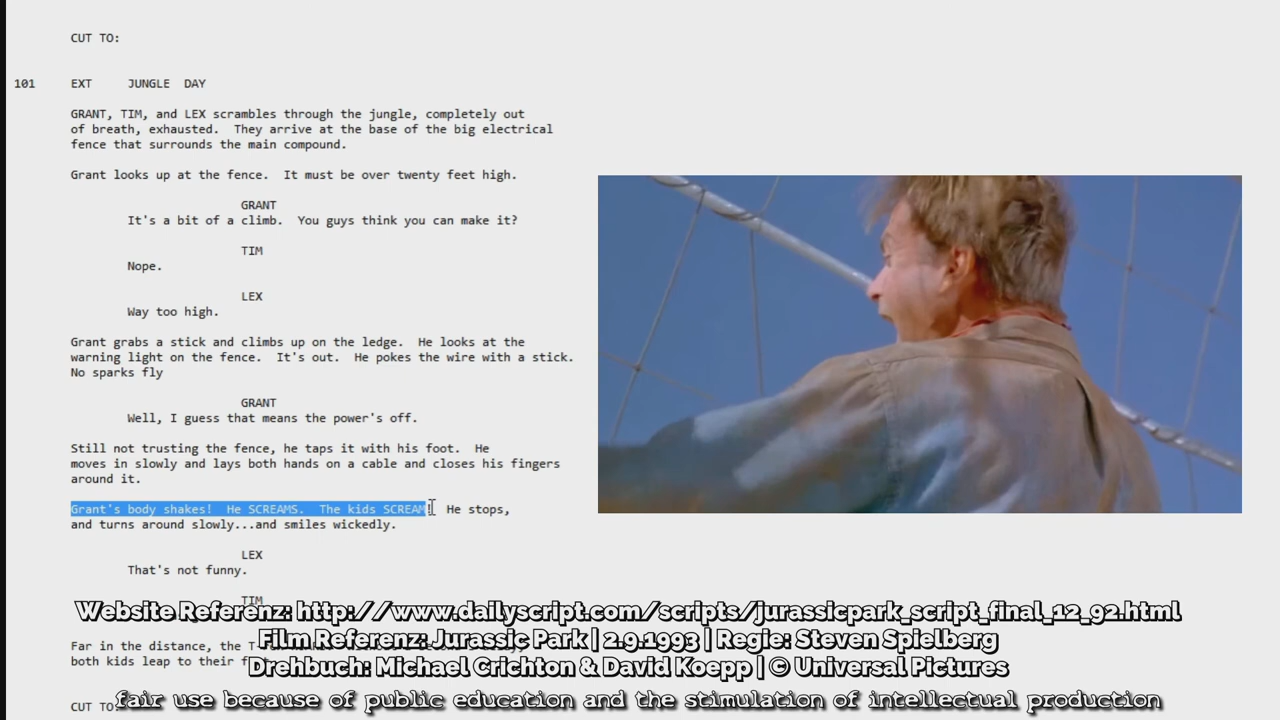 CUT TO:
101 EXT JUNGLE DAY
GRANT, TIM, and LEX scrambles through the jungle, completely out
of breath, exhausted. They arrive at the base of the big electrical
fence that surrounds the main compound.
Grant looks up at the fence. It must be over twenty feet high.
GRANT
It's a bit of a climb. You guys think you can make it?
TIM
Nope.
LEX
Way too high.
Grant grabs a stick and climbs up on the ledge. He looks at the
warning light on the fence. It's out. He pokes the wire with a stick.
No sparks fly
GRANT
Well, I guess that means the power's off.
Still not trusting the fence, he taps it with his foot. He
moves in slowly and lays both hands on a cable and closes his fingers
around it.
Grant's body shakes! He SCREAMS. The kids SCREAM! He stops,
and turns around slowly...and smiles wickedly.
LEX
That's not funny.
TIM
Website Referenz: http://www.dailyscript.com/scripts/jurassicpark_script_final_12_92.html
Film Referenz: Jurassic Park | 2.9.1993 | Regie: Steven Spielberg
Far in the distance, the T-
both kids leap to their f
Drehbuch: Michael Crichton & David Koepp | © Universal Pictures
fair use because of public education and the stimulation of intellectual production
CUT TO: